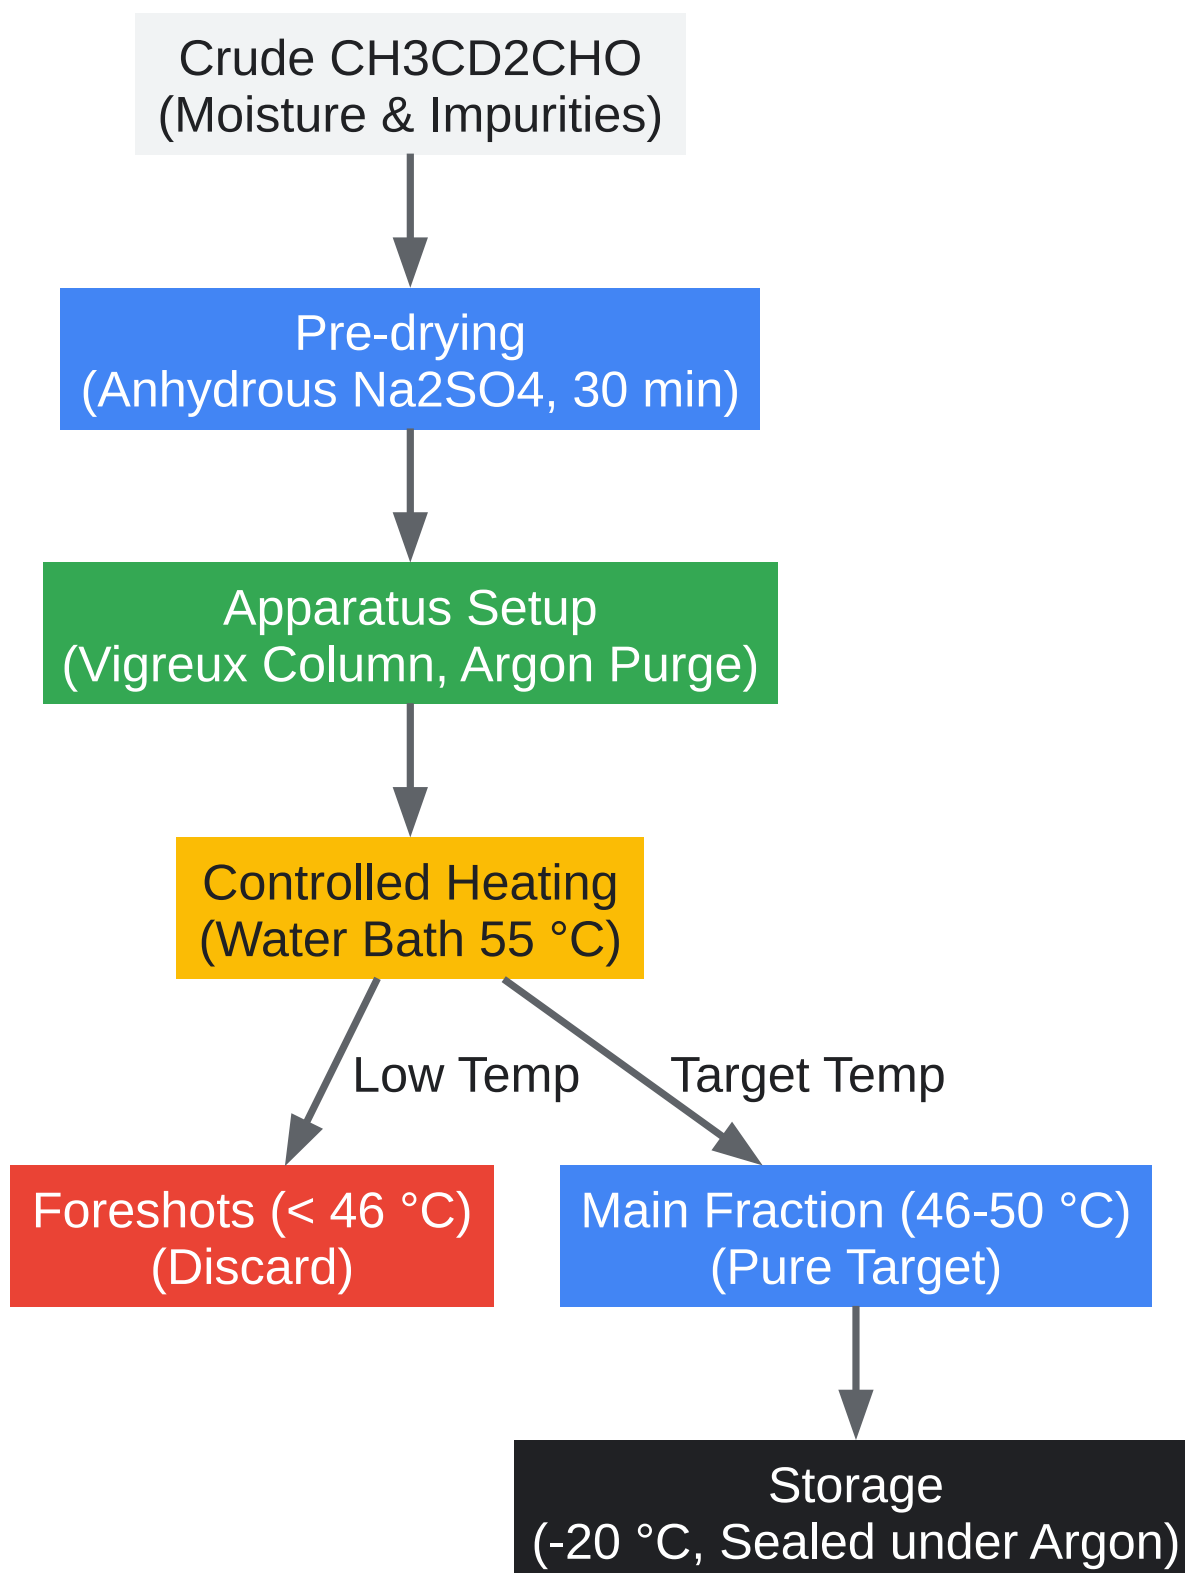 Crude CH3CD2CHO
(Moisture & Impurities)
Pre-drying
(Anhydrous Na2SO4, 30 min)
Apparatus Setup
(Vigreux Column, Argon Purge)
Controlled Heating
(Water Bath 55 °C)
Low Temp
Target Temp
Foreshots (< 46 °C)
(Discard)
Main Fraction (46-50 °C)
(Pure Target)
Storage
(-20 °C, Sealed under Argon)